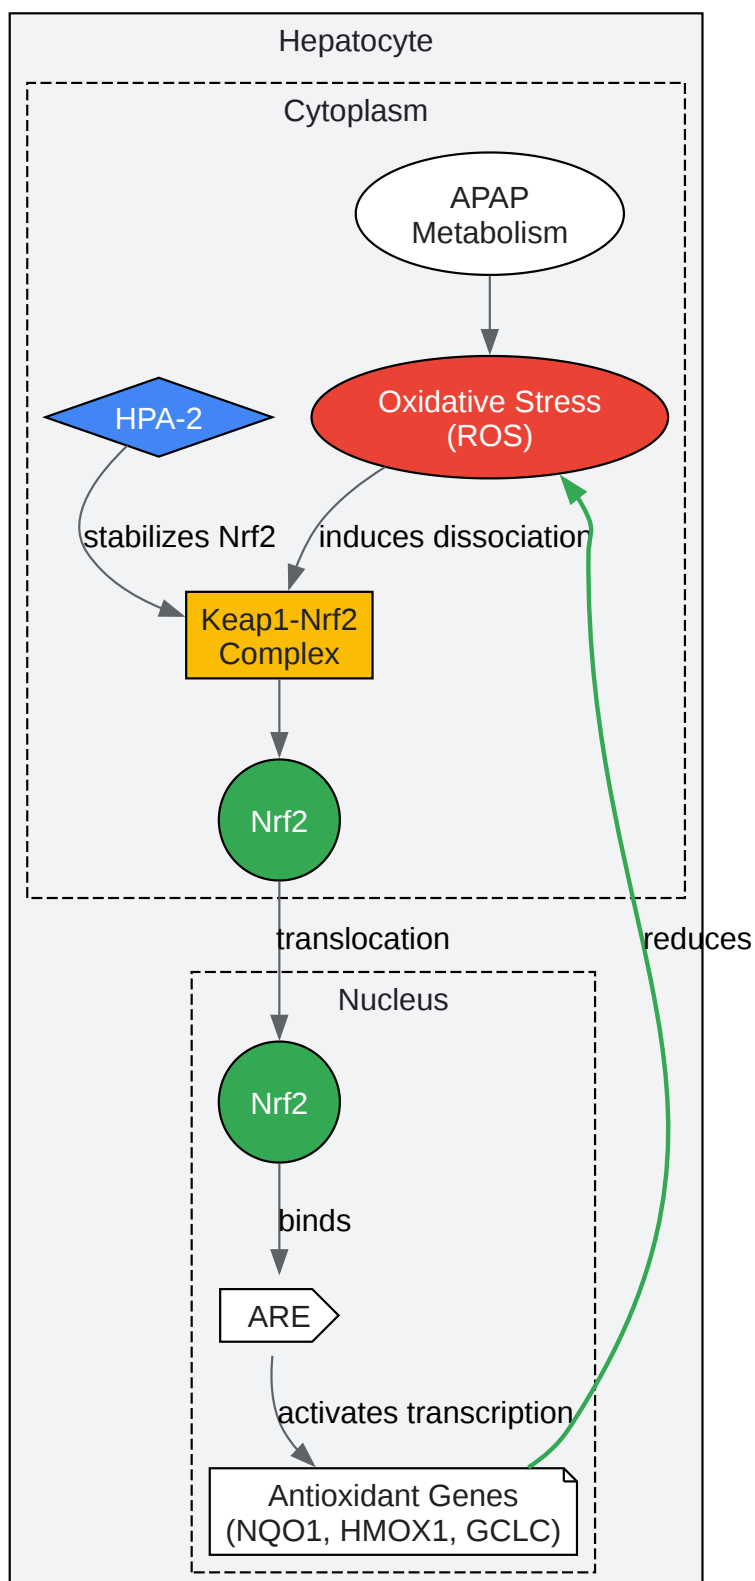 Hepatocyte
Cytoplasm
APAP
Metabolism
HPA-2
Oxidative Stress
(ROS)
stabilizes Nrf2
induces dissociation
Keap1-Nrf2
Complex
Nrf2
translocation
reduces
Nucleus
Nrf2
binds
ARE
activates transcription
Antioxidant Genes
(NQO1, HMOX1, GCLC)